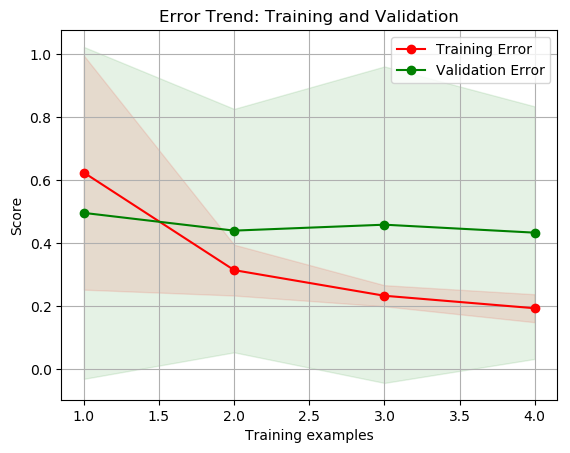 Error Trend: Training and Validation
Training Error
Validation Error
Score
1.0
0.8
0.6
0.4
0.2
0.0
1.0 1.5 2.0 2.5 3.0 3.5 4.0
Training examples